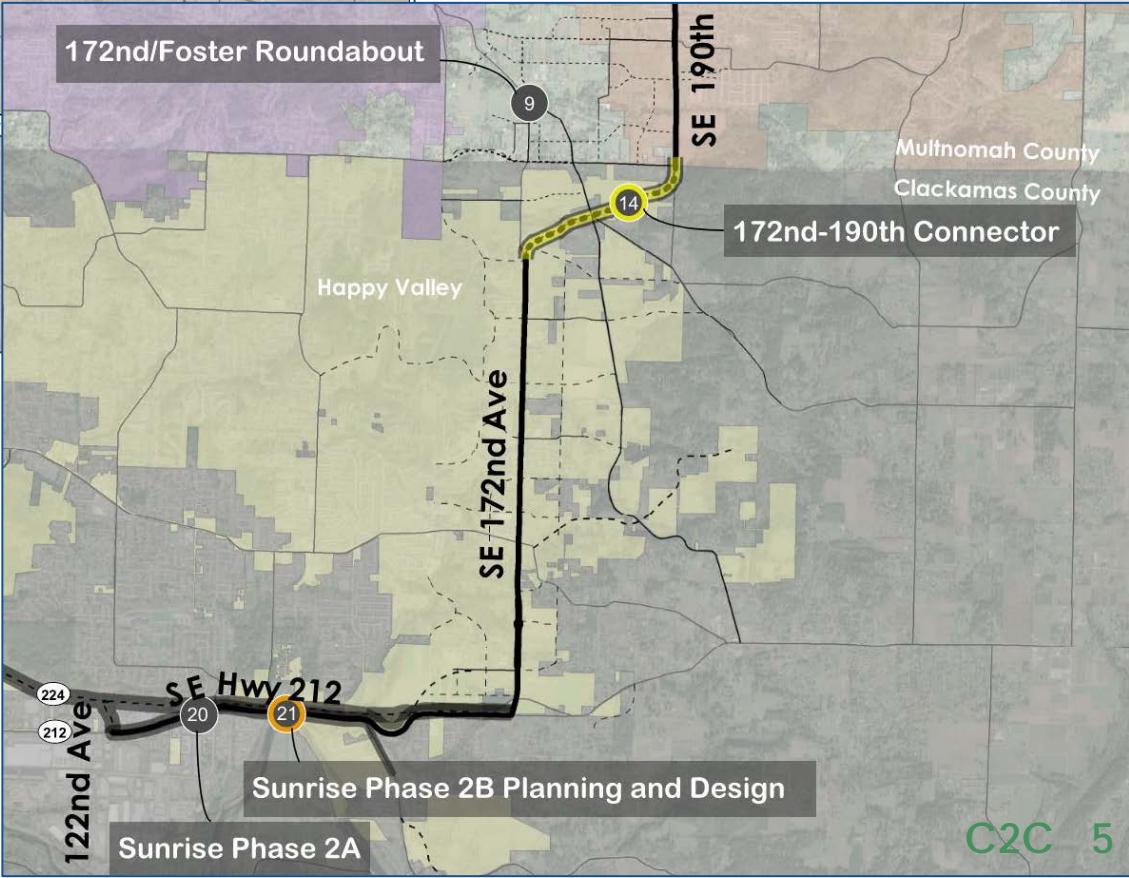 172nd/Foster Roundabout
9
SE 190th
Multnomah County
Clackamas County
14
172nd-190th Connector
Happy Valley
SE 172nd Ave
224
SE Hwy 212
212
20
21
122nd Ave
Sunrise Phase 2B Planning and Design
Sunrise Phase 2A
C2C 5